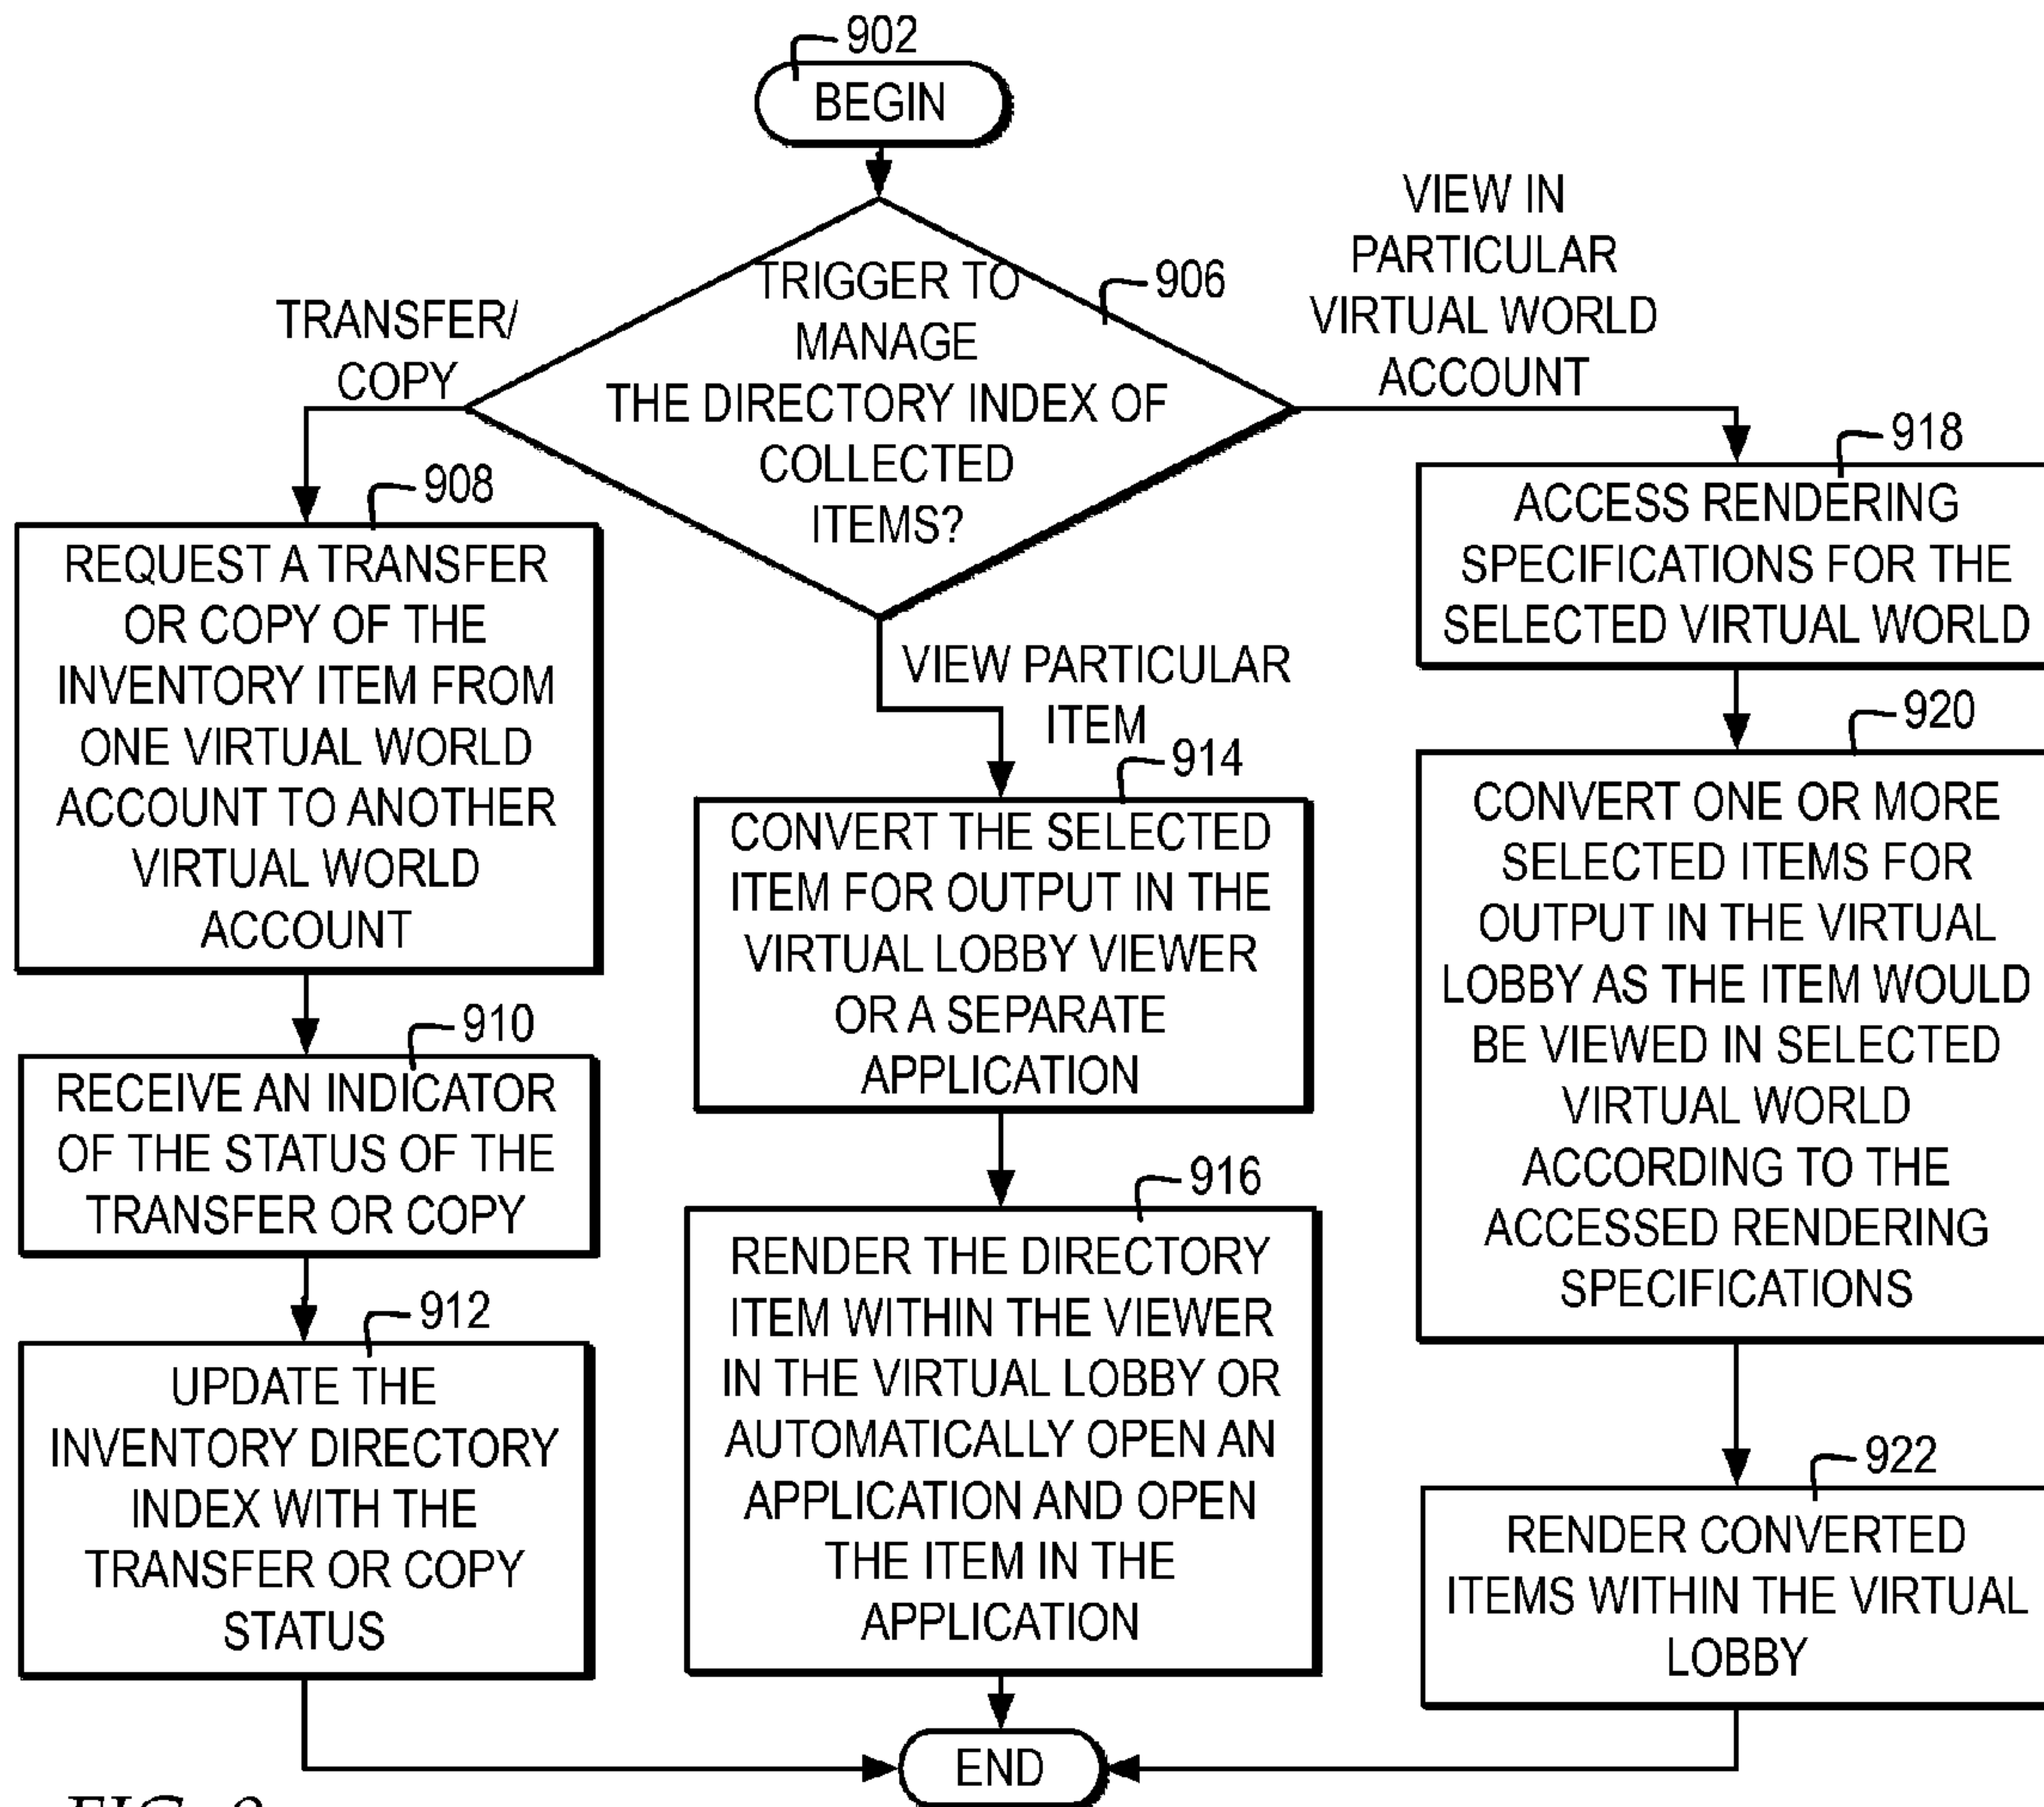 902
BEGIN
TRIGGER TO
MANAGE
THE DIRECTORY INDEX OF
COLLECTED
ITEMS?
906
TRANSFER/
COPY
VIEW IN
PARTICULAR
VIRTUAL WORLD
ACCOUNT
VIEW PARTICULAR
ITEM
908
REQUEST A TRANSFER
OR COPY OF THE
INVENTORY ITEM FROM
ONE VIRTUAL WORLD
ACCOUNT TO ANOTHER
VIRTUAL WORLD
ACCOUNT
910
RECEIVE AN INDICATOR
OF THE STATUS OF THE
TRANSFER OR COPY
912
UPDATE THE
INVENTORY DIRECTORY
INDEX WITH THE
TRANSFER OR COPY
STATUS
914
CONVERT THE SELECTED
ITEM FOR OUTPUT IN THE
VIRTUAL LOBBY VIEWER
OR A SEPARATE
APPLICATION
916
RENDER THE DIRECTORY
ITEM WITHIN THE VIEWER
IN THE VIRTUAL LOBBY OR
AUTOMATICALLY OPEN AN
APPLICATION AND OPEN
THE ITEM IN THE
APPLICATION
918
ACCESS RENDERING
SPECIFICATIONS FOR THE
SELECTED VIRTUAL WORLD
920
CONVERT ONE OR MORE
SELECTED ITEMS FOR
OUTPUT IN THE VIRTUAL
LOBBY AS THE ITEM WOULD
BE VIEWED IN SELECTED
VIRTUAL WORLD
ACCORDING TO THE
ACCESSED RENDERING
SPECIFICATIONS
922
RENDER CONVERTED
ITEMS WITHIN THE VIRTUAL
LOBBY
END
FIG.